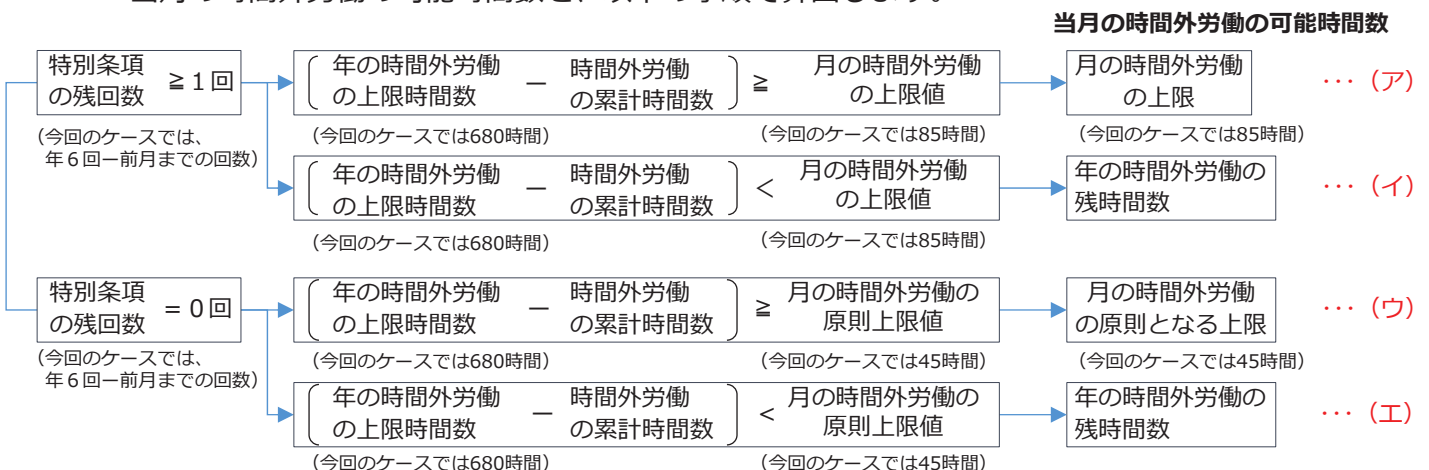 当月の時間外労働の可能時間数
特別条項
の残回数
≧１回
年の時間外労働
の上限時間数
－
時間外労働
の累計時間数
≧
月の時間外労働
の上限値
月の時間外労働
の上限
・・・（ア）
（今回のケースでは、
年６回ー前月までの回数）
（今回のケースでは680時間）
（今回のケースでは85時間）
（今回のケースでは85時間）
年の時間外労働
の上限時間数
－
時間外労働
の累計時間数
＜
月の時間外労働
の上限値
年の時間外労働の
残時間数
・・・（イ）
（今回のケースでは680時間）
（今回のケースでは85時間）
特別条項
の残回数
＝０回
年の時間外労働
の上限時間数
－
時間外労働
の累計時間数
≧
月の時間外労働の
原則上限値
月の時間外労働
の原則となる上限
・・・（ウ）
（今回のケースでは、
年６回ー前月までの回数）
（今回のケースでは680時間）
（今回のケースでは45時間）
（今回のケースでは45時間）
年の時間外労働
の上限時間数
－
時間外労働
の累計時間数
＜
月の時間外労働の
原則上限値
年の時間外労働の
残時間数
・・・（エ）
（今回のケースでは680時間）
（今回のケースでは45時間）